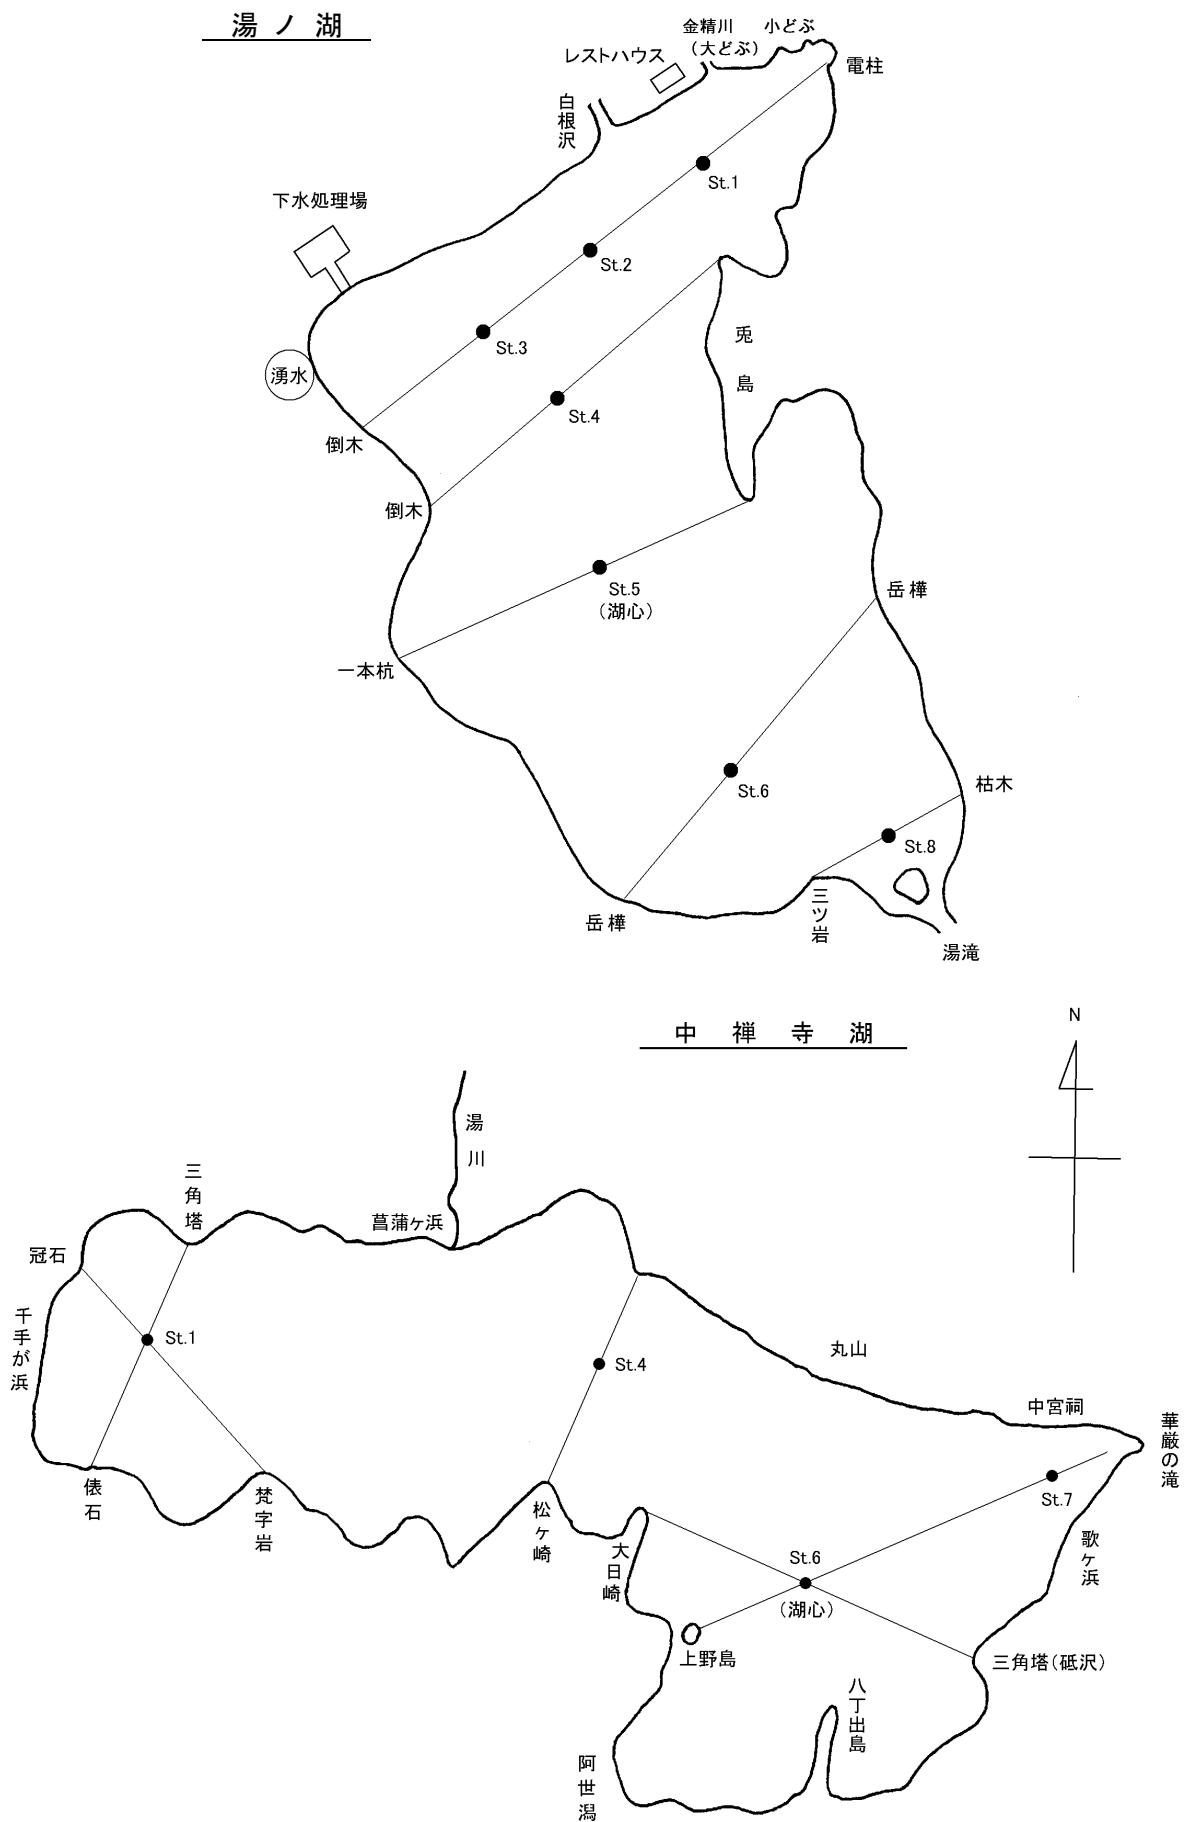 湯ノ湖
金精川
（大どぶ）
小どぶ
電柱
レストハウス
白根沢
下水処理場
St.1
St.2
St.3
St.4
湧水
倒木
倒木
兎島
St.5
（湖心）
一本杭
岳樺
St.6
枯木
St.8
岳樺
三ツ岩
湯滝
中禅寺湖
N
湯川
三角塔
菖蒲ヶ浜
冠石
千手が浜
St.1
St.4
丸山
中宮祠
華厳の滝
俵石
梵字岩
松ヶ崎
大日崎
St.7
歌ヶ浜
St.6
（湖心）
上野島
三角塔（砥沢）
八丁出島
阿世潟